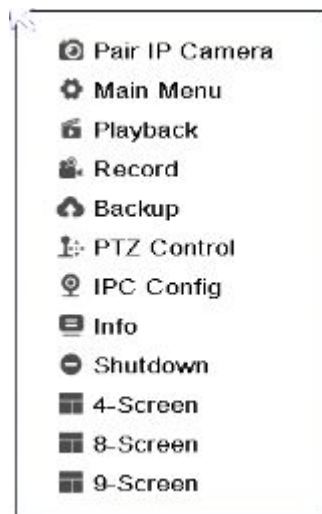 Pair IP Camera
Main Menu
Playback
Record
Backup
PTZ Control
IPC Config
Info
Shutdown
4-Screen
8-Screen
9-Screen